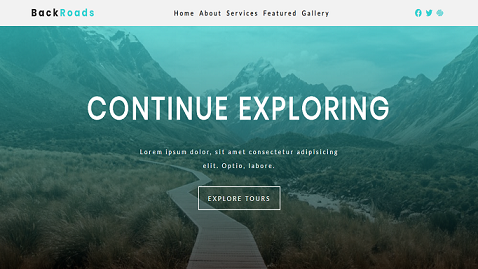 BackRoads
Home About Services Featured Gallery
CONTINUE EXPLORING
Lorem ipsum dolor, sit amet consectetur adipisicing
elit. Optio, labore.
EXPLORE TOURS